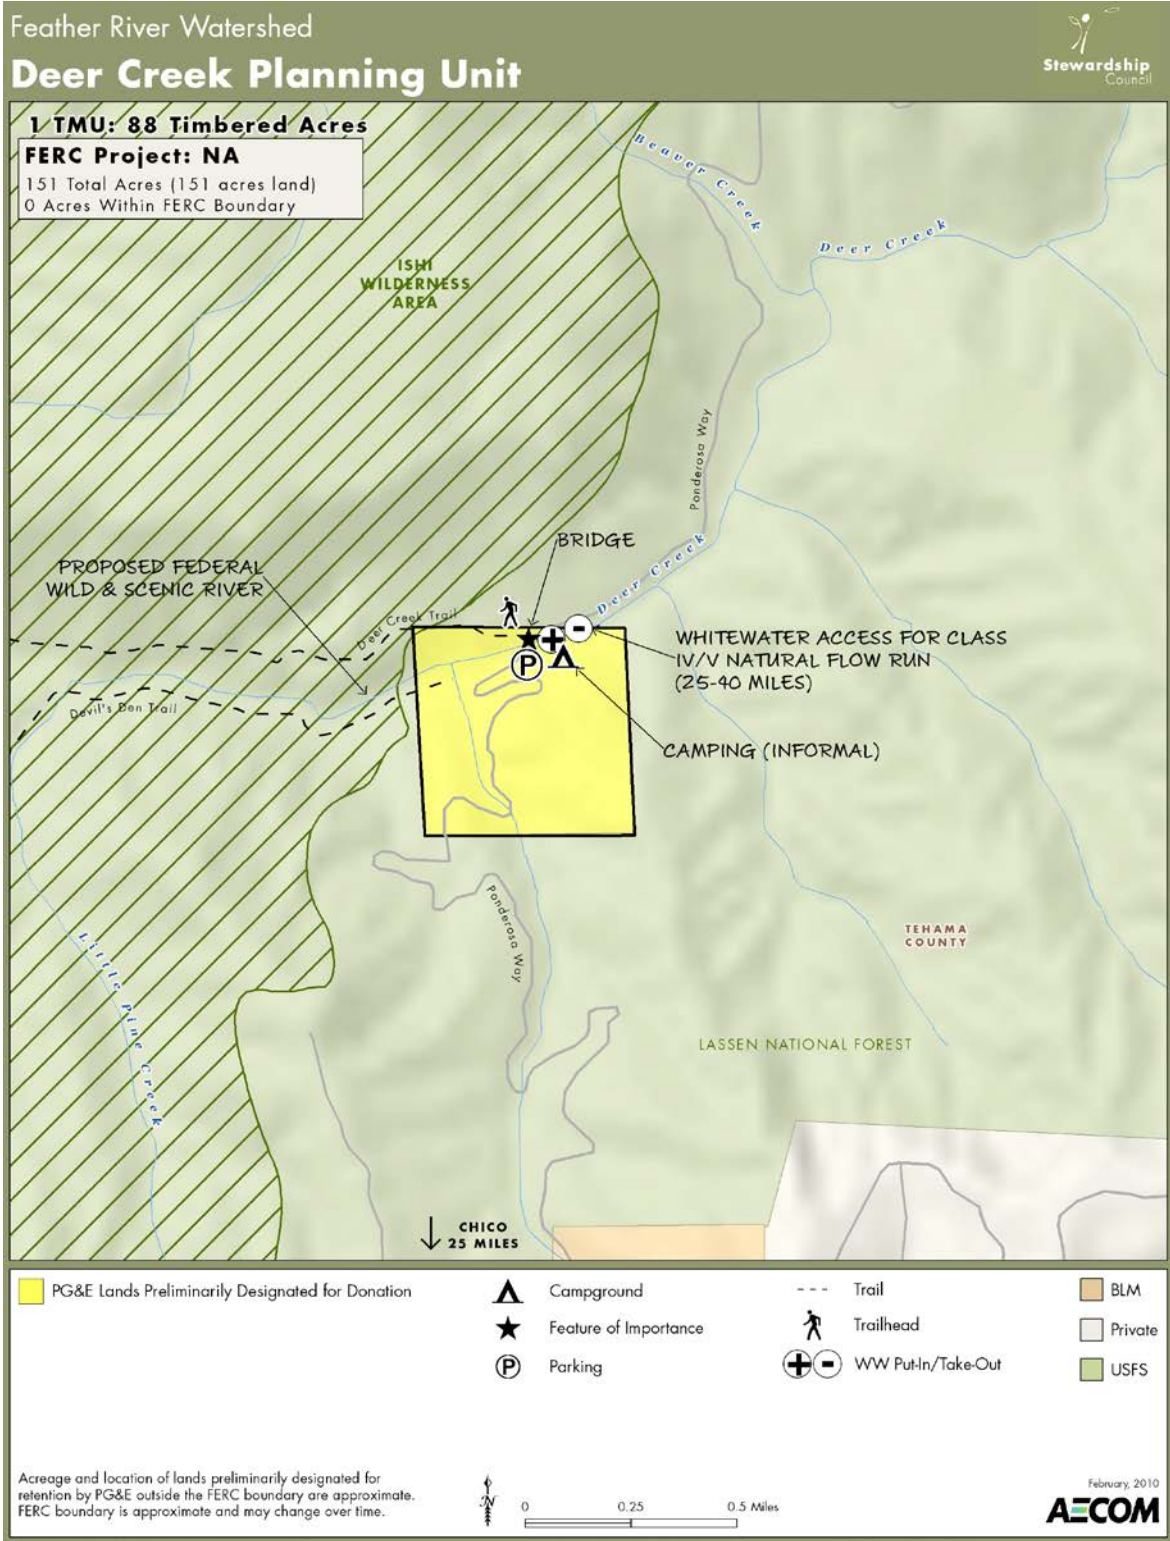 Feather River Watershed
Deer Creek Planning Unit
Stewardship
Council
1 TMU: 88 Timbered Acres
FERC Project: NA
151 Total Acres (151 acres land)
0 Acres Within FERC Boundary
Beaver Creek
Deer Creek
ISHI
WILDERNESS
AREA
Ponderosa Way
BRIDGE
PROPOSED FEDERAL
WILD & SCENIC RIVER
Deer Creek
Deer Creek Trail
WHITEWATER ACCESS FOR CLASS
IV/V NATURAL FLOW RUN
(25-40 MILES)
P
Devil's Den Trail
CAMPING (INFORMAL)
Ponderosa Way
Little Pine Creek
TEHAMA
COUNTY
LASSEN NATIONAL FOREST
CHICO
25 MILES
PG&E Lands Preliminarily Designated for Donation
Campground
Feature of Importance
P
Parking
Trail
Trailhead
WW Put-In/Take-Out
BLM
Private
USFS
Acreage and location of lands preliminarily designated for
retention by PG&E outside the FERC boundary are approximate.
FERC boundary is approximate and may change over time.
N
0 0.25 0.5 Miles
February, 2010
AECOM